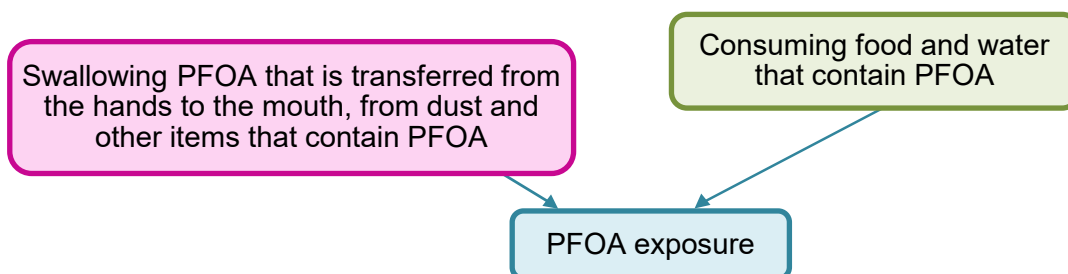 Swallowing PFOA that is transferred from
the hands to the mouth, from dust and
other items that contain PFOA
Consuming food and water
that contain PFOA
PFOA exposure